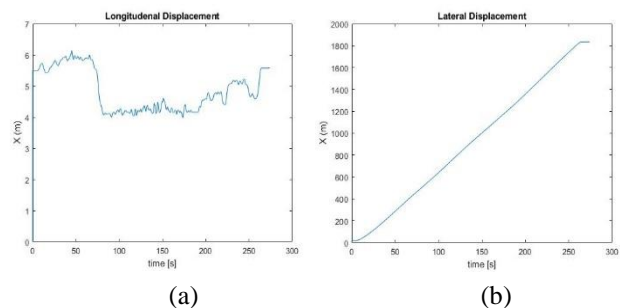 Longitudenal Displacement
7
6
5
4
3
2
1
0
X (m)
0 50 100 150 200 250 300
time [s]
(a)
Lateral Displacement
2000
1800
1600
1400
1200
1000
800
600
400
200
0
X (m)
0 50 100 150 200 250 300
time [s]
(b)